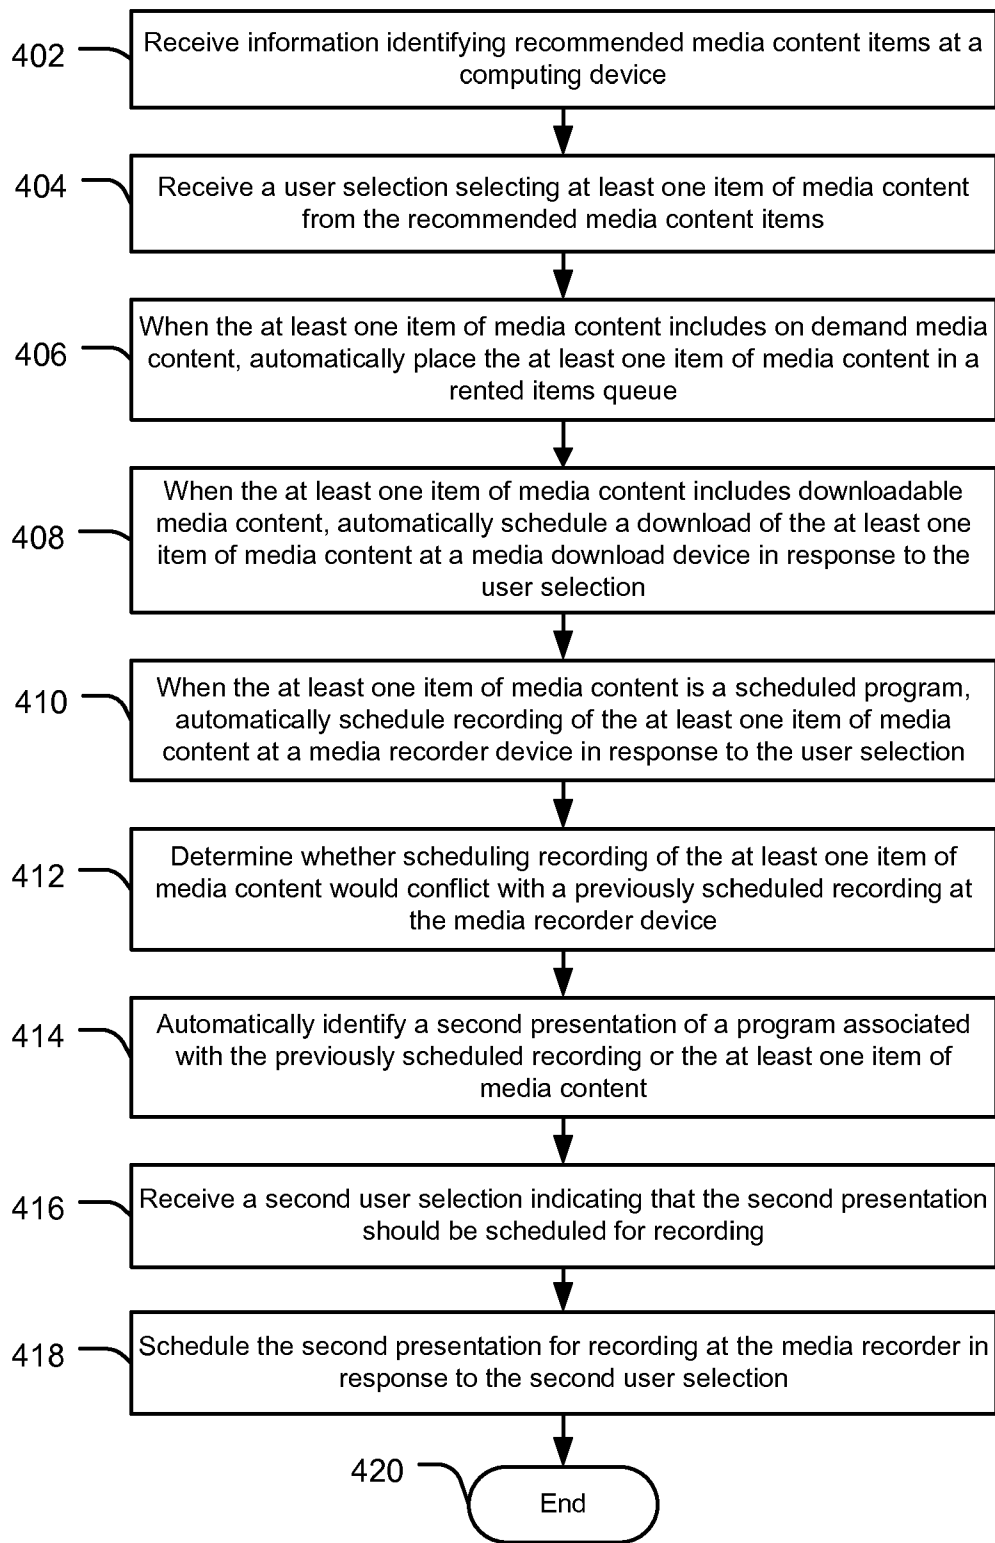 402
Receive information identifying recommended media content items at a
computing device
404
Receive a user selection selecting at least one item of media content
from the recommended media content items
406
When the at least one item of media content includes on demand media
content, automatically place the at least one item of media content in a
rented items queue
408
When the at least one item of media content includes downloadable
media content, automatically schedule a download of the at least one
item of media content at a media download device in response to the
user selection
410
When the at least one item of media content is a scheduled program,
automatically schedule recording of the at least one item of media
content at a media recorder device in response to the user selection
412
Determine whether scheduling recording of the at least one item of
media content would conflict with a previously scheduled recording at
the media recorder device
414
Automatically identify a second presentation of a program associated
with the previously scheduled recording or the at least one item of
media content
416
Receive a second user selection indicating that the second presentation
should be scheduled for recording
418
Schedule the second presentation for recording at the media recorder in
response to the second user selection
420
End